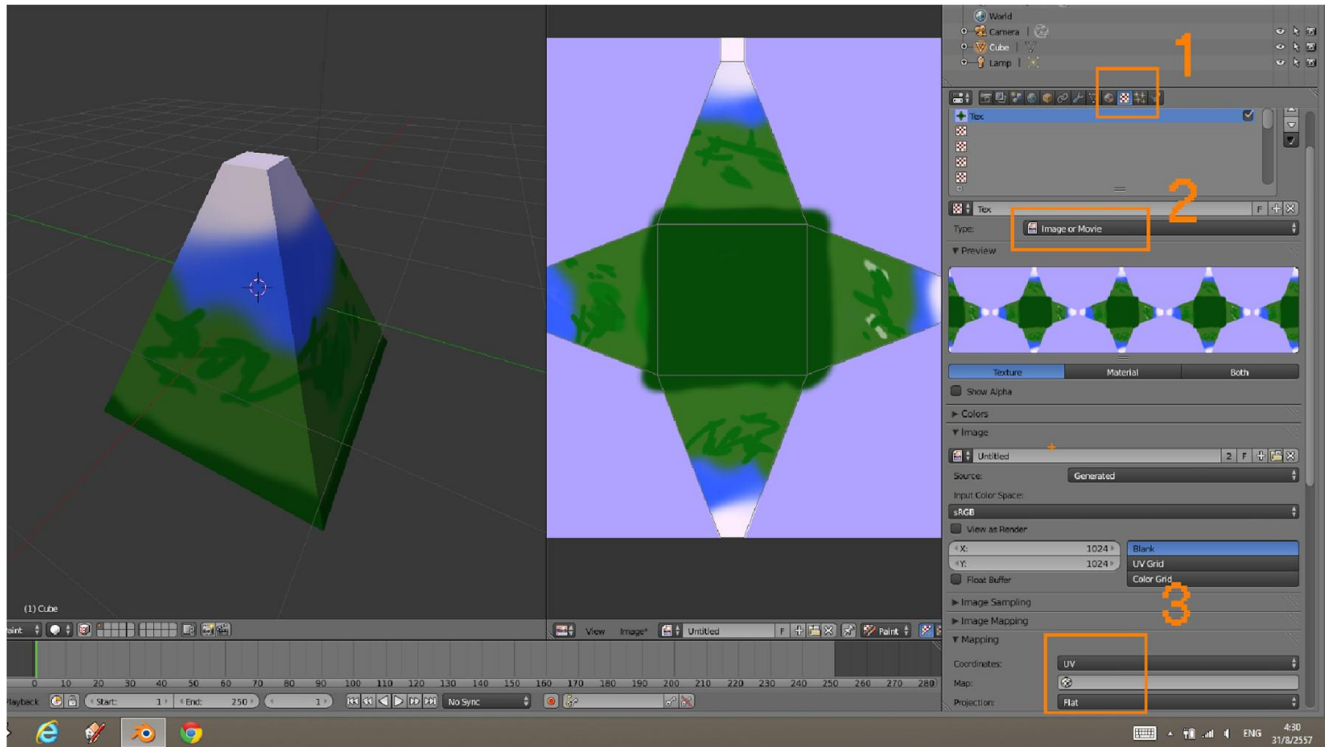 World
Camera
Cube
Lamp
1
Tex
2
Tex F
Type: Image or Movie
Preview
Texture Material Both
Show Alpha
Colors
Image
Untitled 2 F
Source: Generated
Input Color Space:
sRGB
View as Render
X: 1024 Blank
Y: 1024 UV Grid
Float Buffer Color Grid
3
Image Sampling
Image Mapping
Mapping
Coordinates: UV
Map:
Projection: Flat
(1) Cube
View Image* Untitled F Paint
0 10 20 30 40 50 60 70 80 90 100 110 120 130 140 150 160 170 180 190 200 210 220 230 240 250 260 270 280
Playback Start: 1 End: 250 1 No Sync
ENG 4:30
31/8/2557